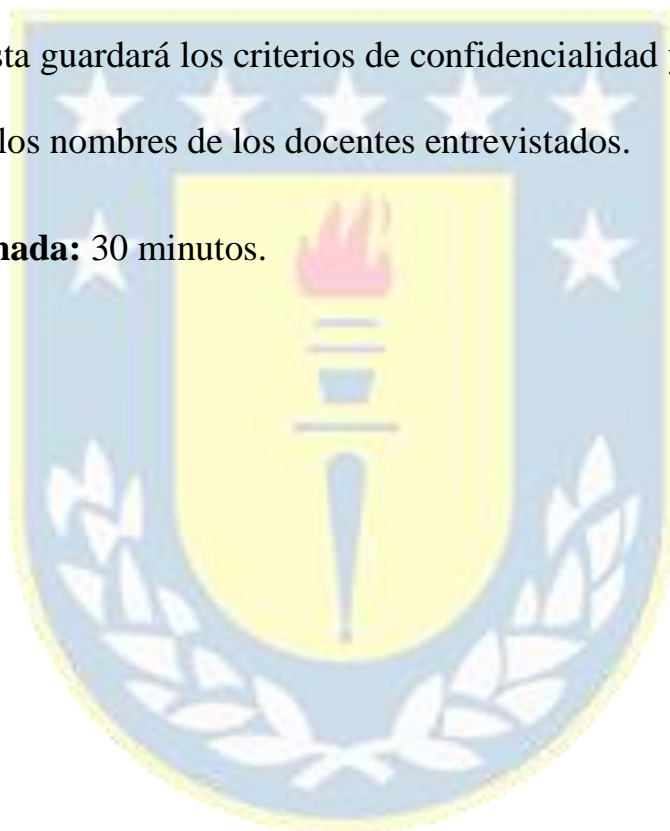 sta guardará los criterios de confidencialidad y
los nombres de los docentes entrevistados.
nada: 30 minutos.